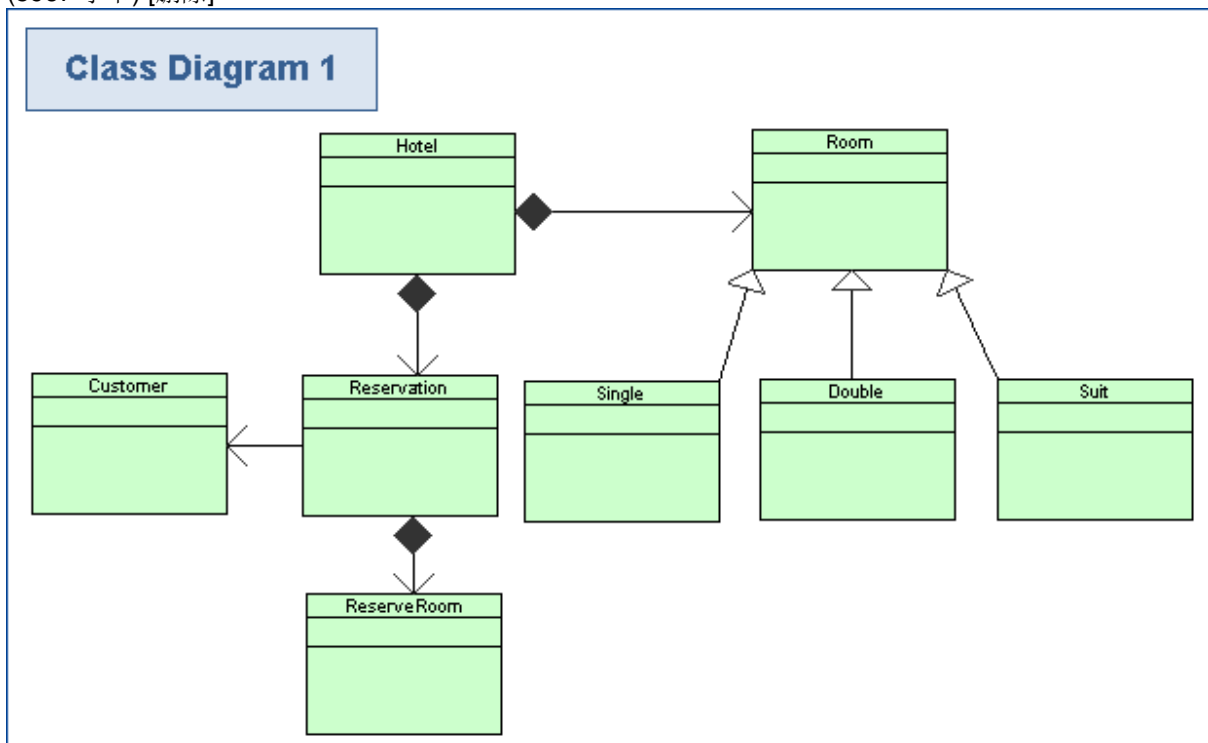 Class Diagram 1
Hotel
Room
Customer
Reservation
Single
Double
Suit
ReserveRoom